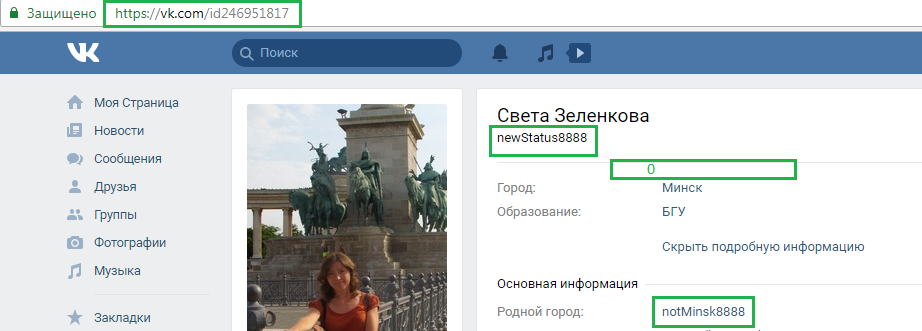 Защищено https://vk.com/id246951817
Поиск
Моя Страница
Новости
Сообщения
Друзья
Группы
Фотографии
Музыка
Закладки
Света Зеленкова
newStatus8888
0
Город: Минск
Образование: БГУ
Скрыть подробную информацию
Основная информация
Родной город: notMinsk8888